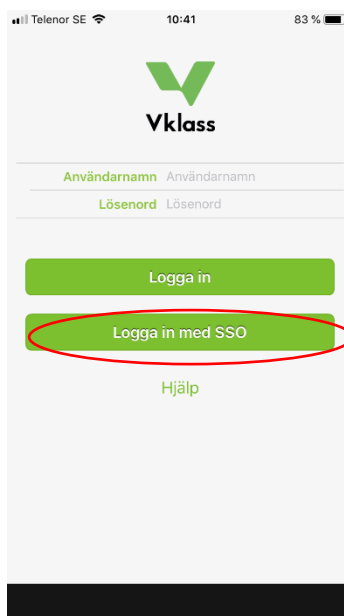 Telenor SE 10:41 83 %
Vklass
Användarnamn Användarnamn
Lösenord Lösenord
Logga in
Logga in med SSO
Hjälp